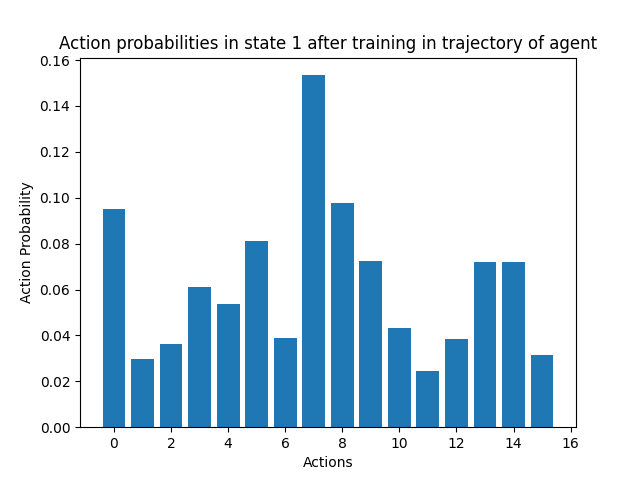 Action probabilities in state 1 after training in trajectory of agent
0.16
0.14
0.12
0.10
0.08
0.06
0.04
0.02
0.00
Action Probability
0 2 4 6 8 10 12 14 16
Actions